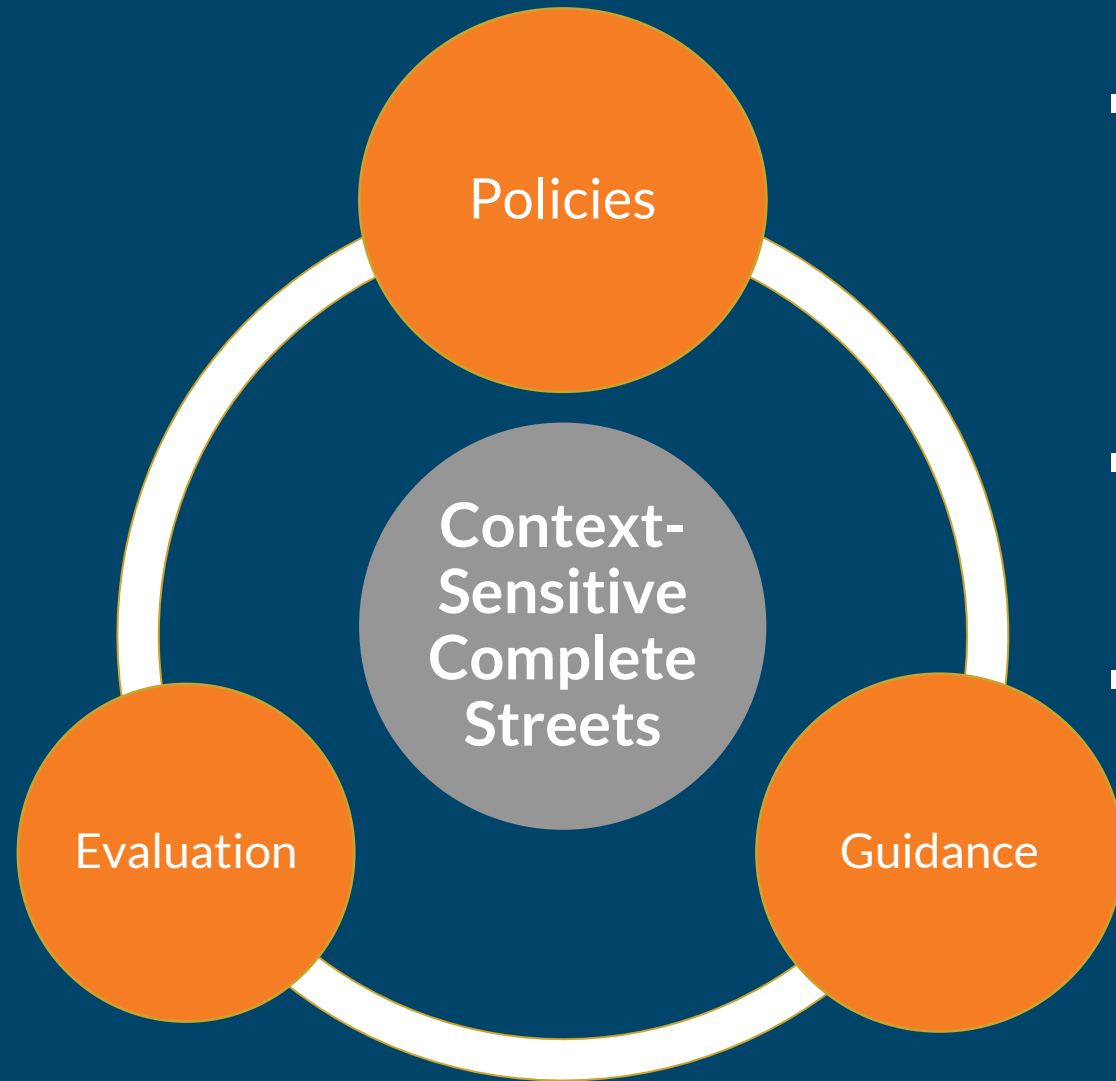 Policies
Context-
Sensitive
Complete
Streets
Evaluation
Guidance